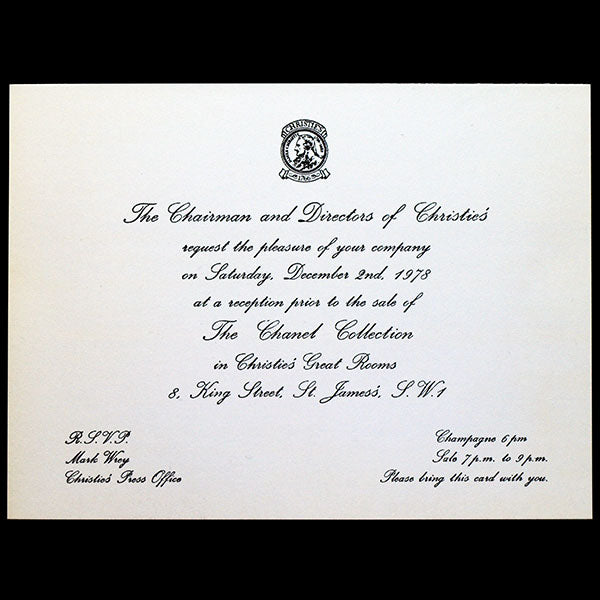 CHRISTIE'S
The Chairman and Directors of Christie's
request the pleasure of your company
on Saturday, December 2nd, 1978
at a reception prior to the sale of
The Chanel Collection
in Christie's Great Rooms
8, King Street, St. James's, S.W.1
R.S.V.P.
Mark Wrey
Christie's Press Office
Champagne 6 pm
Sale 7 p.m. to 9 p.m.
Please bring this card with you.